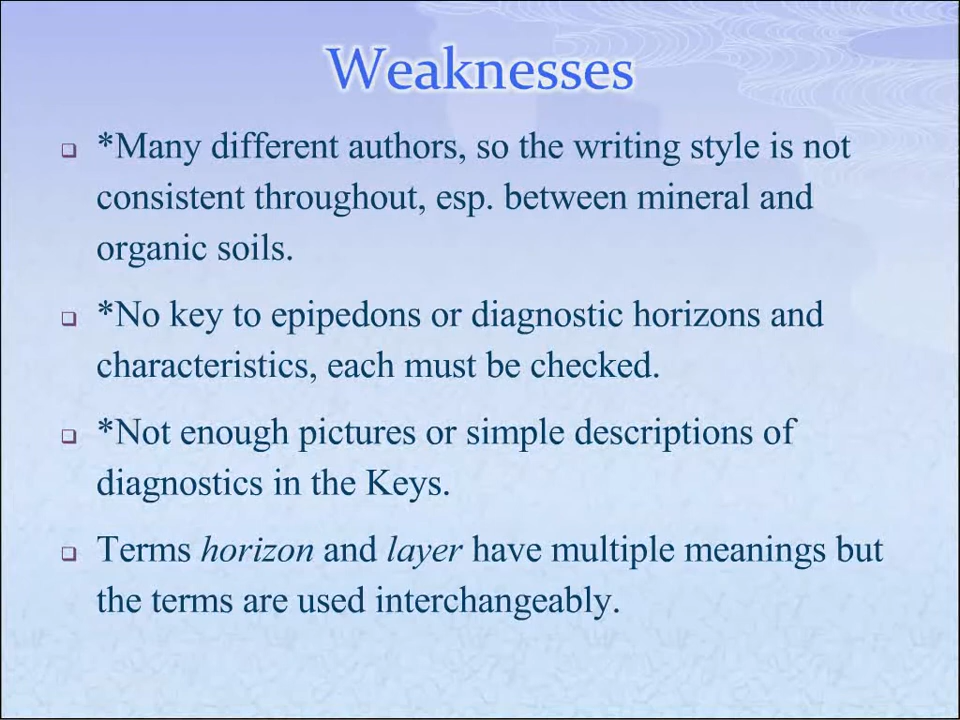 Weaknesses
*Many different authors, so the writing style is not
consistent throughout, esp. between mineral and
organic soils.
*No key to epipedons or diagnostic horizons and
characteristics, each must be checked.
*Not enough pictures or simple descriptions of
diagnostics in the Keys.
Terms horizon and layer have multiple meanings but
the terms are used interchangeably.